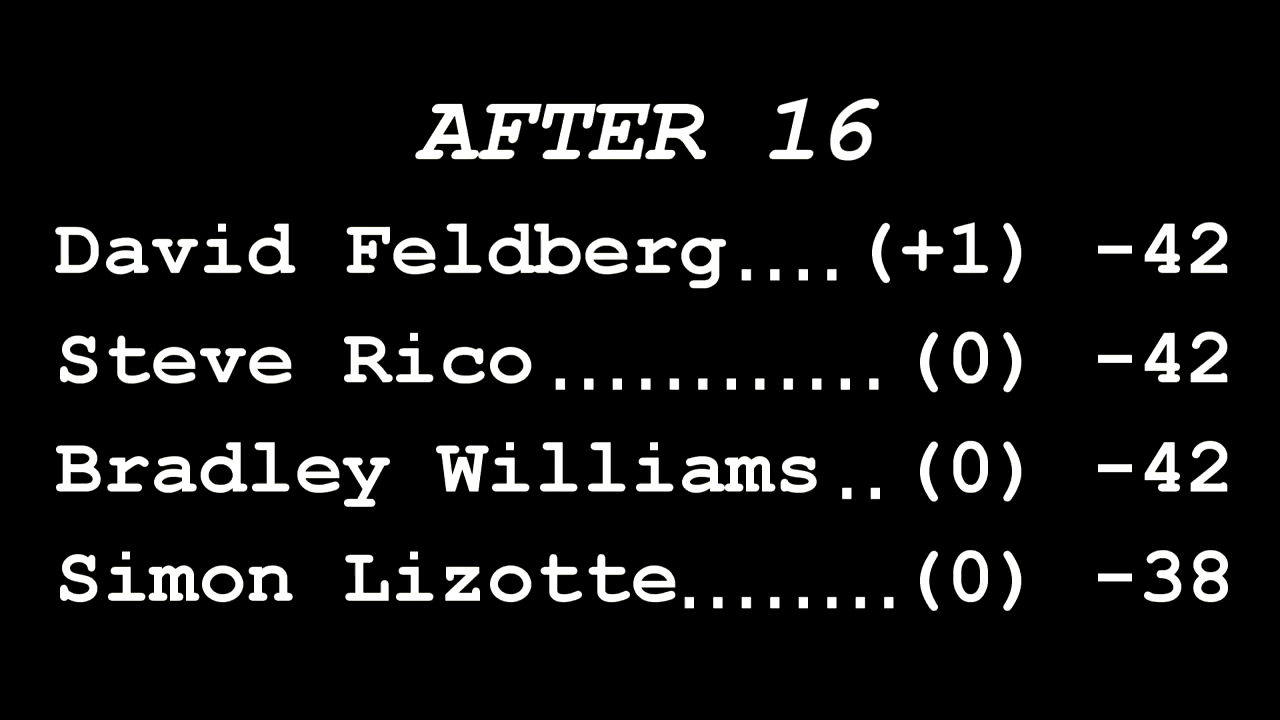 AFTER 16
David Feldberg....(+1) -42
Steve Rico............(0) -42
Bradley Williams..(0) -42
Simon Lizotte........(0) -38